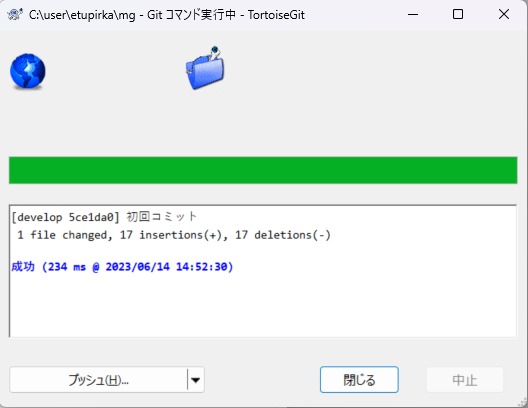 C:\user\etupirka\mg - Git コマンド実行中 - TortoiseGit
[develop 5ce1da0] 初回コミット
1 file changed, 17 insertions(+), 17 deletions(-)
成功 (234 ms @ 2023/06/14 14:52:30)
プッシュ(H)...
閉じる
中止